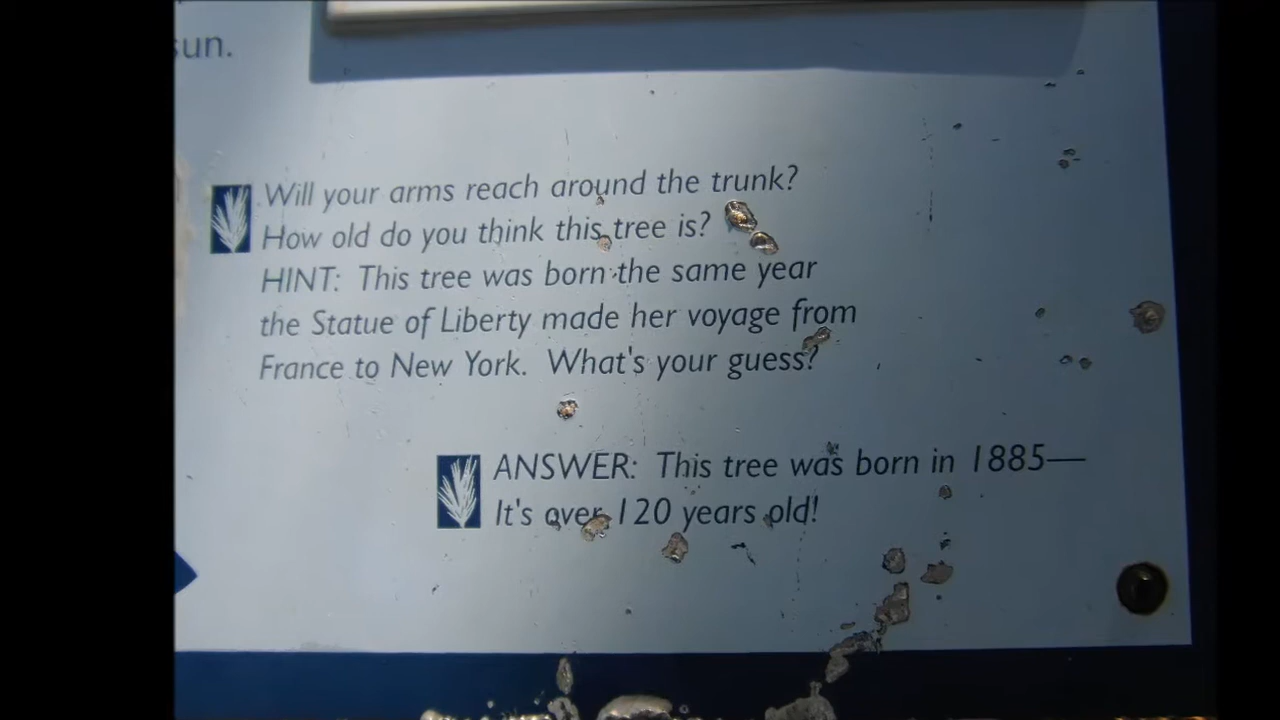 sun.
Will your arms reach around the trunk?
How old do you think this tree is?
HINT: This tree was born the same year
the Statue of Liberty made her voyage from
France to New York. What's your guess?
ANSWER: This tree was born in 1885—
It's over 120 years old!